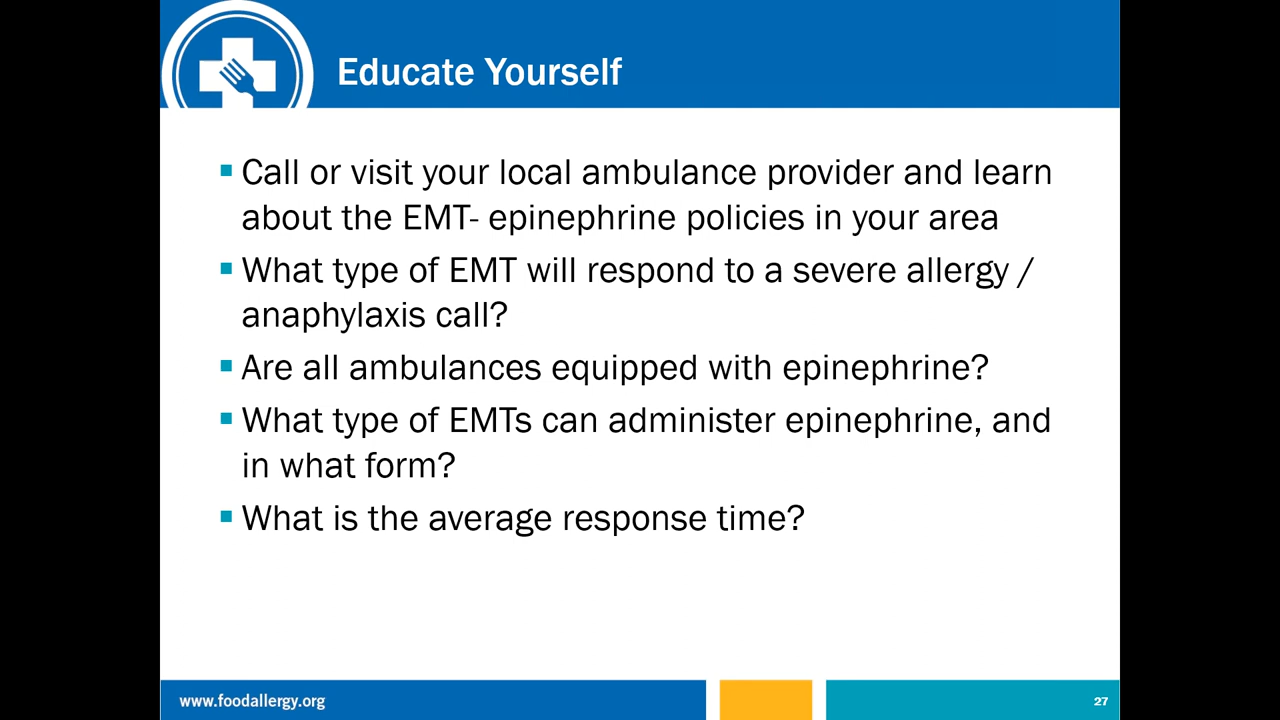 Educate Yourself
Call or visit your local ambulance provider and learn
about the EMT- epinephrine policies in your area
What type of EMT will respond to a severe allergy /
anaphylaxis call?
Are all ambulances equipped with epinephrine?
What type of EMTs can administer epinephrine, and
in what form?
What is the average response time?
www.foodallergy.org
27